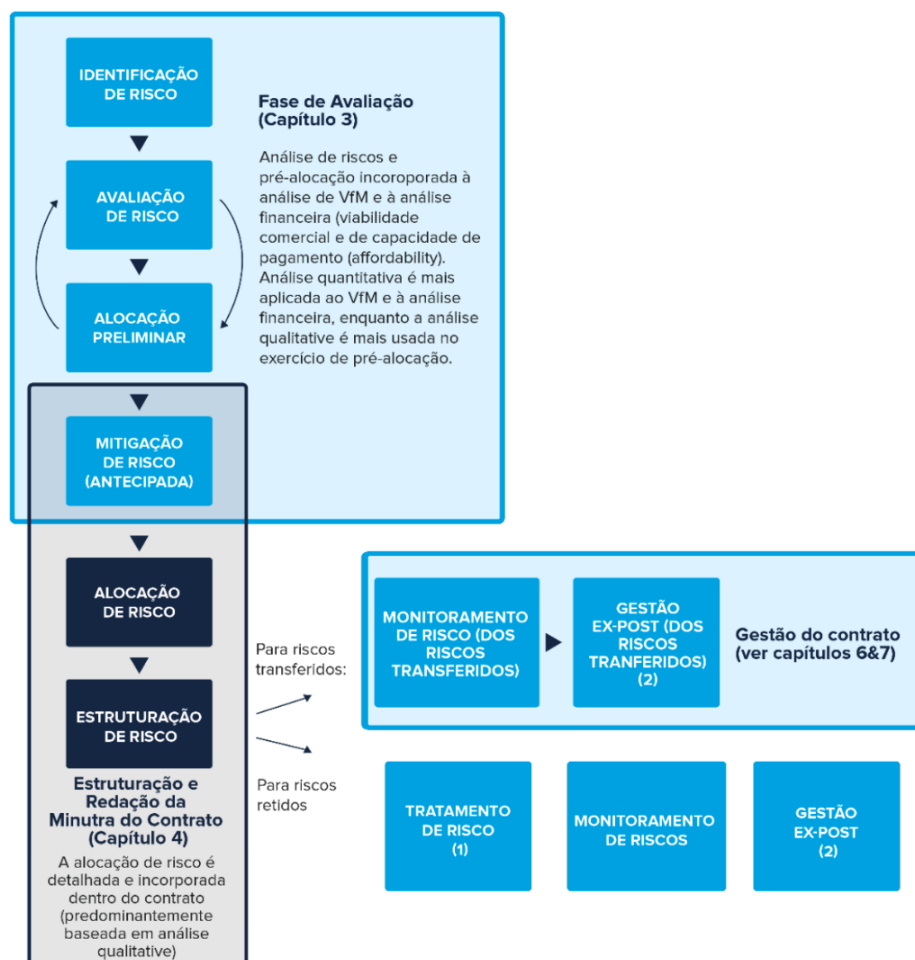 IDENTIFICAÇÃO
DE RISCO
AVALIAÇÃO
DE RISCO
ALOCAÇÃO
PRELIMINAR
MITIGAÇÃO
DE RISCO
(ANTECIPADA)
Fase de Avaliação
(Capítulo 3)
Análise de riscos e
pré-alocação incoroporada à
análise de VfM e à análise
financeira (viabilidade
comercial e de capacidade de
pagamento (affordability).
Análise quantitativa é mais
aplicada ao VfM e à análise
financeira, enquanto a análise
qualitative é mais usada no
exercício de pré-alocação.
ALOCAÇÃO
DE RISCO
ESTRUTURAÇÃO
DE RISCO
Estruturação e
Redação da
Minutra do Contrato
(Capítulo 4)
A alocação de risco é
detalhada e incorporada
dentro do contrato
(predominantemente
baseada em análise
qualitative)
Para riscos
transferidos:
MONITORAMENTO
DE RISCO (DOS
RISCOS
TRANSFERIDOS)
GESTÃO
EX-POST (DOS
RISCOS
TRANFERIDOS)
(2)
Gestão do contrato
(ver capítulos 6&7)
Para riscos
retidos
TRATAMENTO
DE RISCO
(1)
MONITORAMENTO
DE RISCOS
GESTÃO
EX-POST
(2)